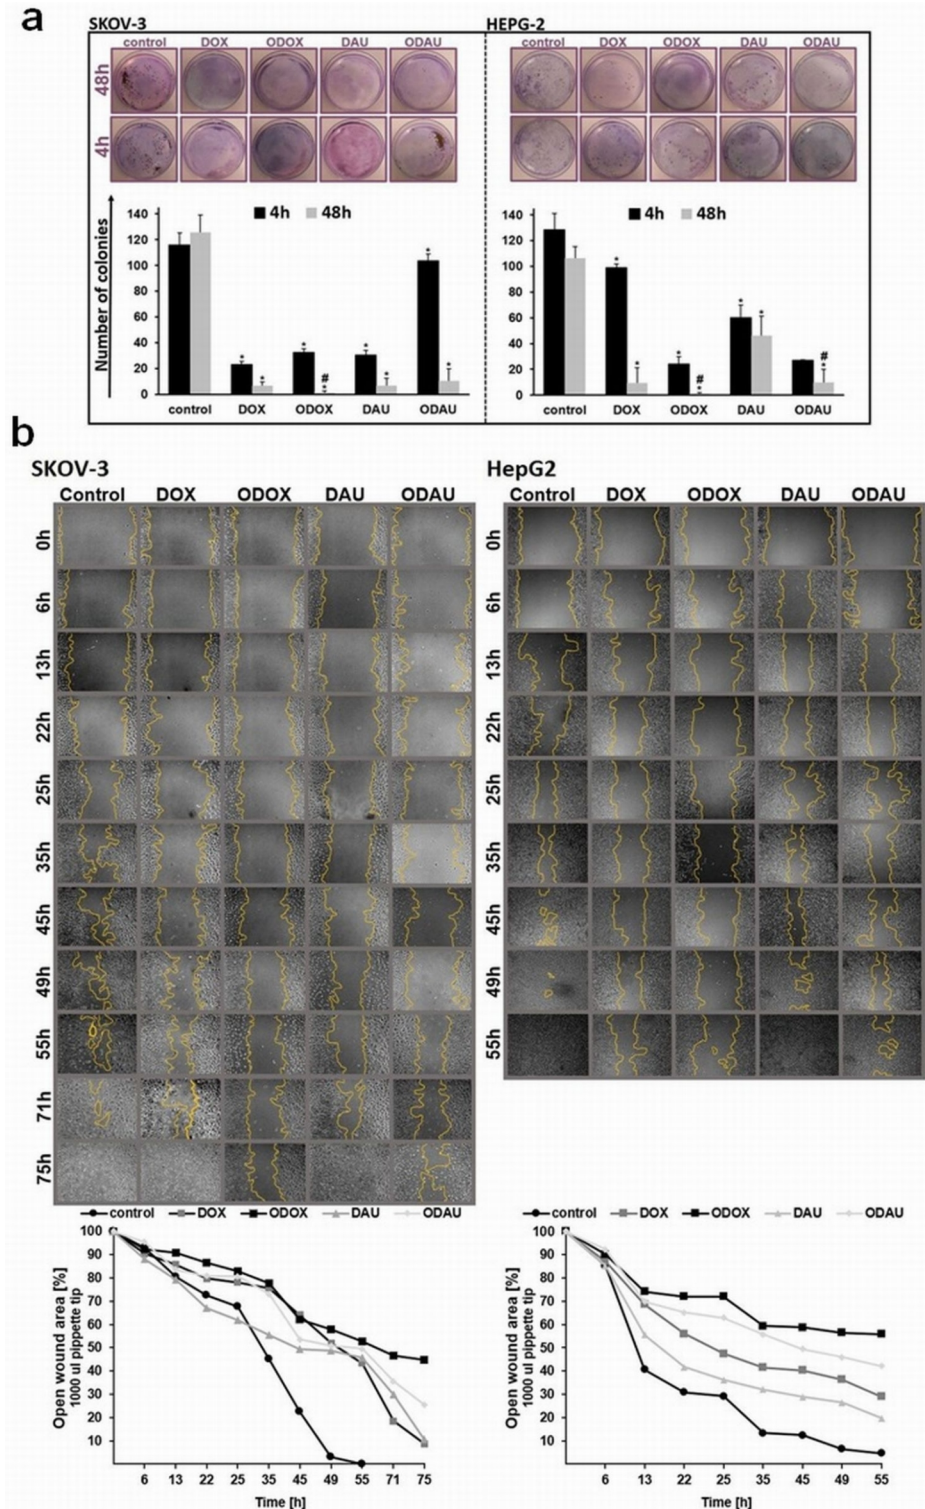 a
SKOV-3
HEPG-2
control DOX ODOX DAU ODAU
control DOX ODOX DAU ODAU
48h
4h
Number of colonies
4h 48h
140
120
100
80
60
40
20
0
* * * * # * * * * *
control DOX ODOX DAU ODAU
4h 48h
140
120
100
80
60
40
20
0
* * * # * * * # *
control DOX ODOX DAU ODAU
b
SKOV-3
HepG2
Control DOX ODOX DAU ODAU
Control DOX ODOX DAU ODAU
0h
6h
13h
22h
25h
35h
45h
49h
55h
71h
75h
0h
6h
13h
22h
25h
35h
45h
49h
55h
control DOX ODOX DAU ODAU
Open wound area [%]
1000 ul pippette tip
100
90
80
70
60
50
40
30
20
10
6 13 22 25 35 45 49 55 71 75
Time [h]
control DOX ODOX DAU ODAU
Open wound area [%]
1000 ul pippette tip
100
90
80
70
60
50
40
30
20
10
6 13 22 25 35 45 49 55
Time [h]